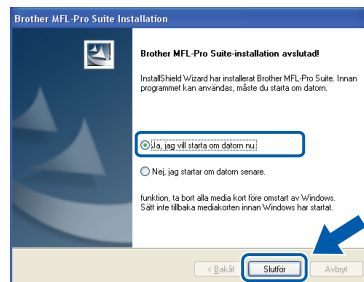 Brother MFL-Pro Suite Installation
Brother MFL-Pro Suite-installation avslutad!
InstallShield Wizard har installerat Brother MFL-Pro Suite. Innan
programmet kan användas, måste du starta om datorn.
Ja, jag vill starta om datorn nu.
Nej, jag startar om datorn senare.
funktion, ta bort alla media kort före omstart av Windows.
Sätt inte tillbaka mediakorten innan Windows har startat.
< Bakåt
Slutför
Avbryt